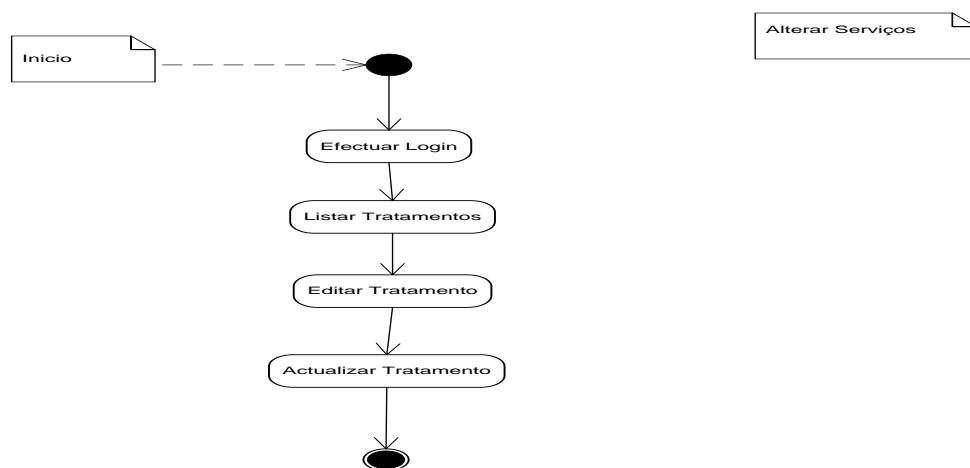 Alterar Serviços
Inicio
Efectuar Login
Listar Tratamentos
Editar Tratamento
Actualizar Tratamento